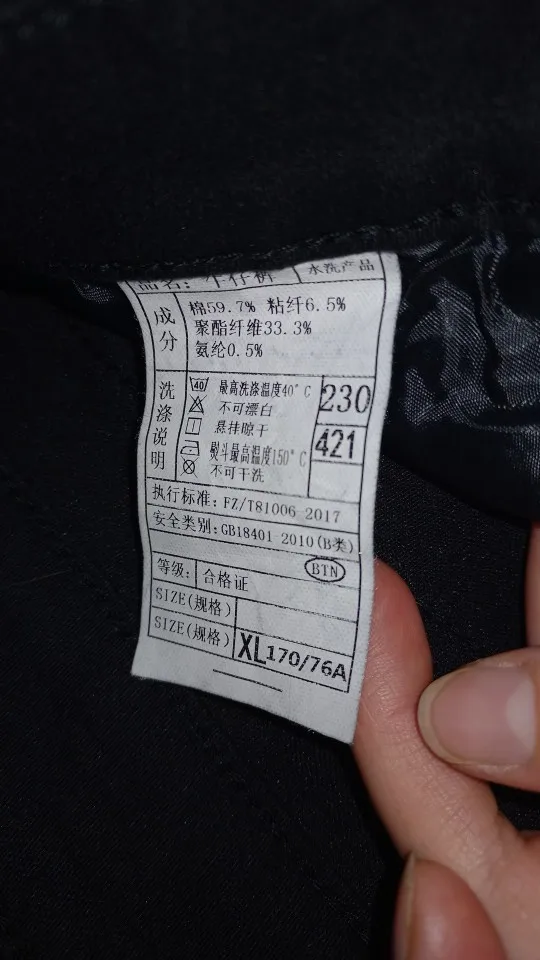 品名: 牛仔裤 水洗产品
成分
棉59.7% 粘纤6.5%
聚酯纤维33.3%
氨纶0.5%
洗涤说明
40 最高洗涤温度40°C
不可漂白
悬挂晾干
熨斗最高温度150°C
不可干洗
230
421
执行标准: FZ/T81006 2017
安全类别: GB18401 2010(B类)
等级: 合格证 BTN
SIZE(规格)
SIZE(规格) XL 170/76A